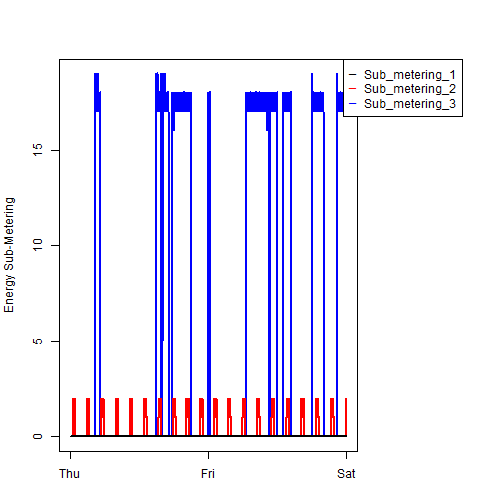 Sub_metering_1
Sub_metering_2
Sub_metering_3
Energy Sub-Metering
15
10
5
0
Thu
Fri
Sat